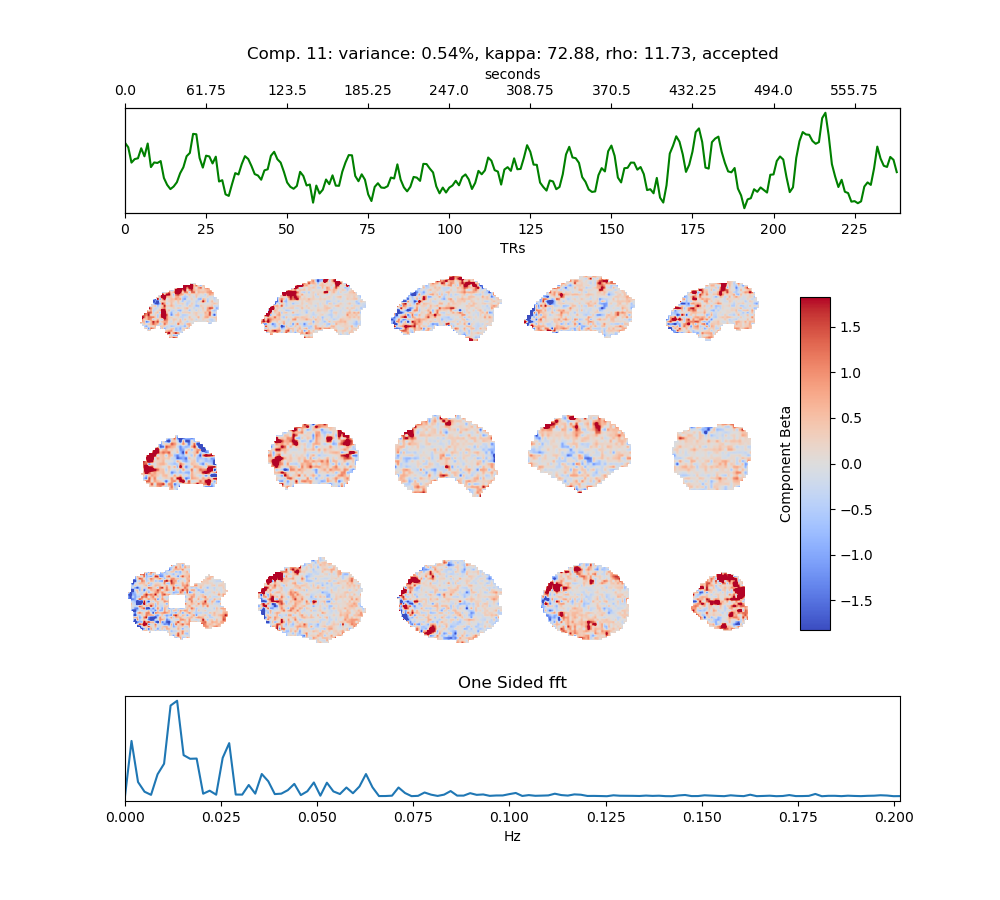 Comp. 11: variance: 0.54%, kappa: 72.88, rho: 11.73, accepted
seconds
0.0 61.75 123.5 185.25 247.0 308.75 370.5 432.25 494.0 555.75
0 25 50 75 100 125 150 175 200 225
TRs
1.5
1.0
0.5
0.0
−0.5
−1.0
−1.5
Component Beta
One Sided fft
0.000 0.025 0.050 0.075 0.100 0.125 0.150 0.175 0.200
Hz